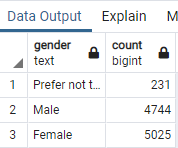 Data Output Explain M
gender count
text bigint
1 Prefer not t... 231
2 Male 4744
3 Female 5025